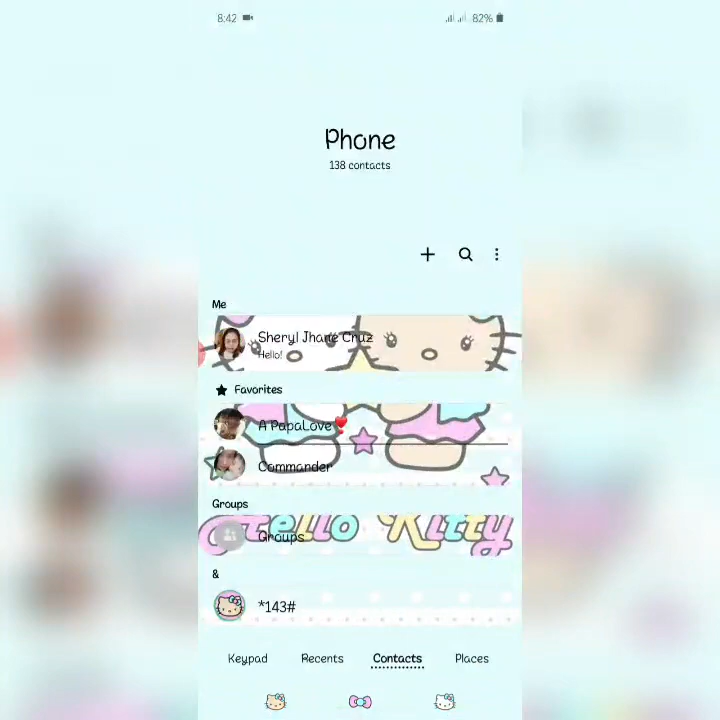 8:42 82%
Phone
138 contacts
Me
Sheryl Jhane Cruz
Hello!
Favorites
A PapaLove❤️
Commander
Groups
Hello Kitty
Groups
&
*143#
Keypad Recents Contacts Places